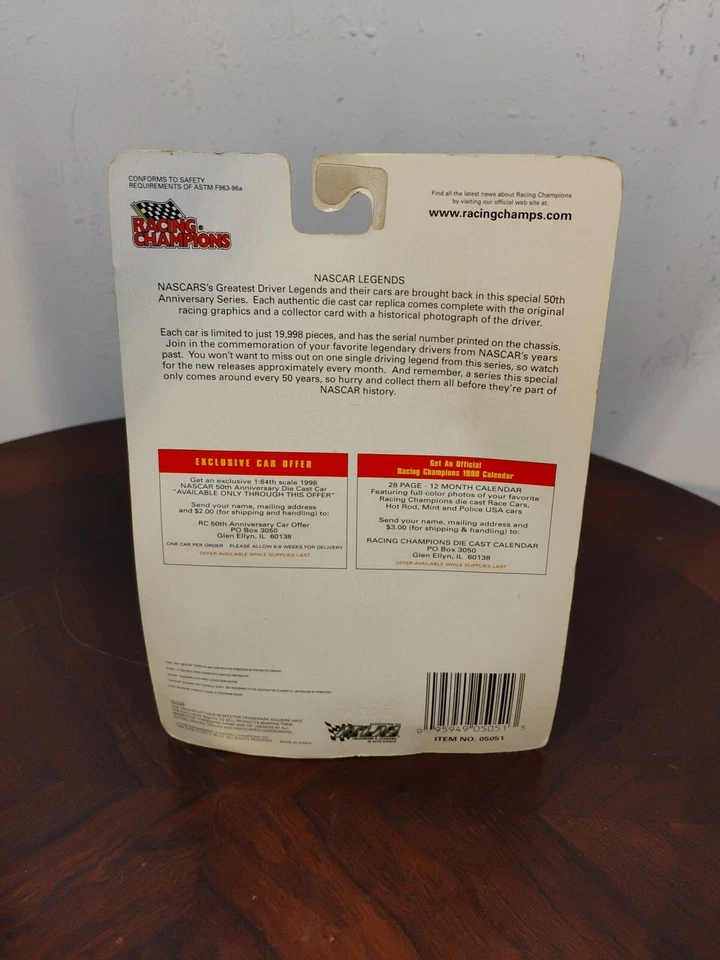 CONFORMS TO SAFETY
REQUIREMENTS OF ASTM F963-96a
RACING
CHAMPIONS
Find all the latest news about Racing Champions
by visiting our official web site at:
www.racingchamps.com
NASCAR LEGENDS
NASCARS's Greatest Driver Legends and their cars are brought back in this special 50th
Anniversary Series. Each authentic die cast car replica comes complete with the original
racing graphics and a collector card with a historical photograph of the driver.
Each car is limited to just 19,998 pieces, and has the serial number printed on the chassis.
Join in the commemoration of your favorite legendary drivers from NASCAR's years
past. You won't want to miss out on one single driving legend from this series, so watch
for the new releases approximately every month. And remember, a series this special
only comes around every 50 years, so hurry and collect them all before they're part of
NASCAR history.
EXCLUSIVE CAR OFFER
Get an exclusive 1:64th scale 1998
NASCAR 50th Anniversary Die Cast Car
"AVAILABLE ONLY THROUGH THIS OFFER"
Send your name, mailing address
and $2.00 (for shipping and handling) to:
RC 50th Anniversary Car Offer
PO Box 3050
Glen Ellyn, IL 60138
ONE CAR PER ORDER PLEASE ALLOW 6-8 WEEKS FOR DELIVERY
OFFER AVAILABLE WHILE SUPPLIES LAST
Get An Official
Racing Champions 1998 Calendar
28 PAGE - 12 MONTH CALENDAR
Featuring full-color photos of your favorite
Racing Champions die cast Race Cars,
Hot Rod, Mint and Police USA cars
Send your name, mailing address and
$3.00 (for shipping & handling) to:
RACING CHAMPIONS DIE CAST CALENDAR
PO Box 3050
Glen Ellyn, IL 60138
OFFER AVAILABLE WHILE SUPPLIES LAST
MADE IN CHINA
0 95949 05051 3
ITEM NO. 05051